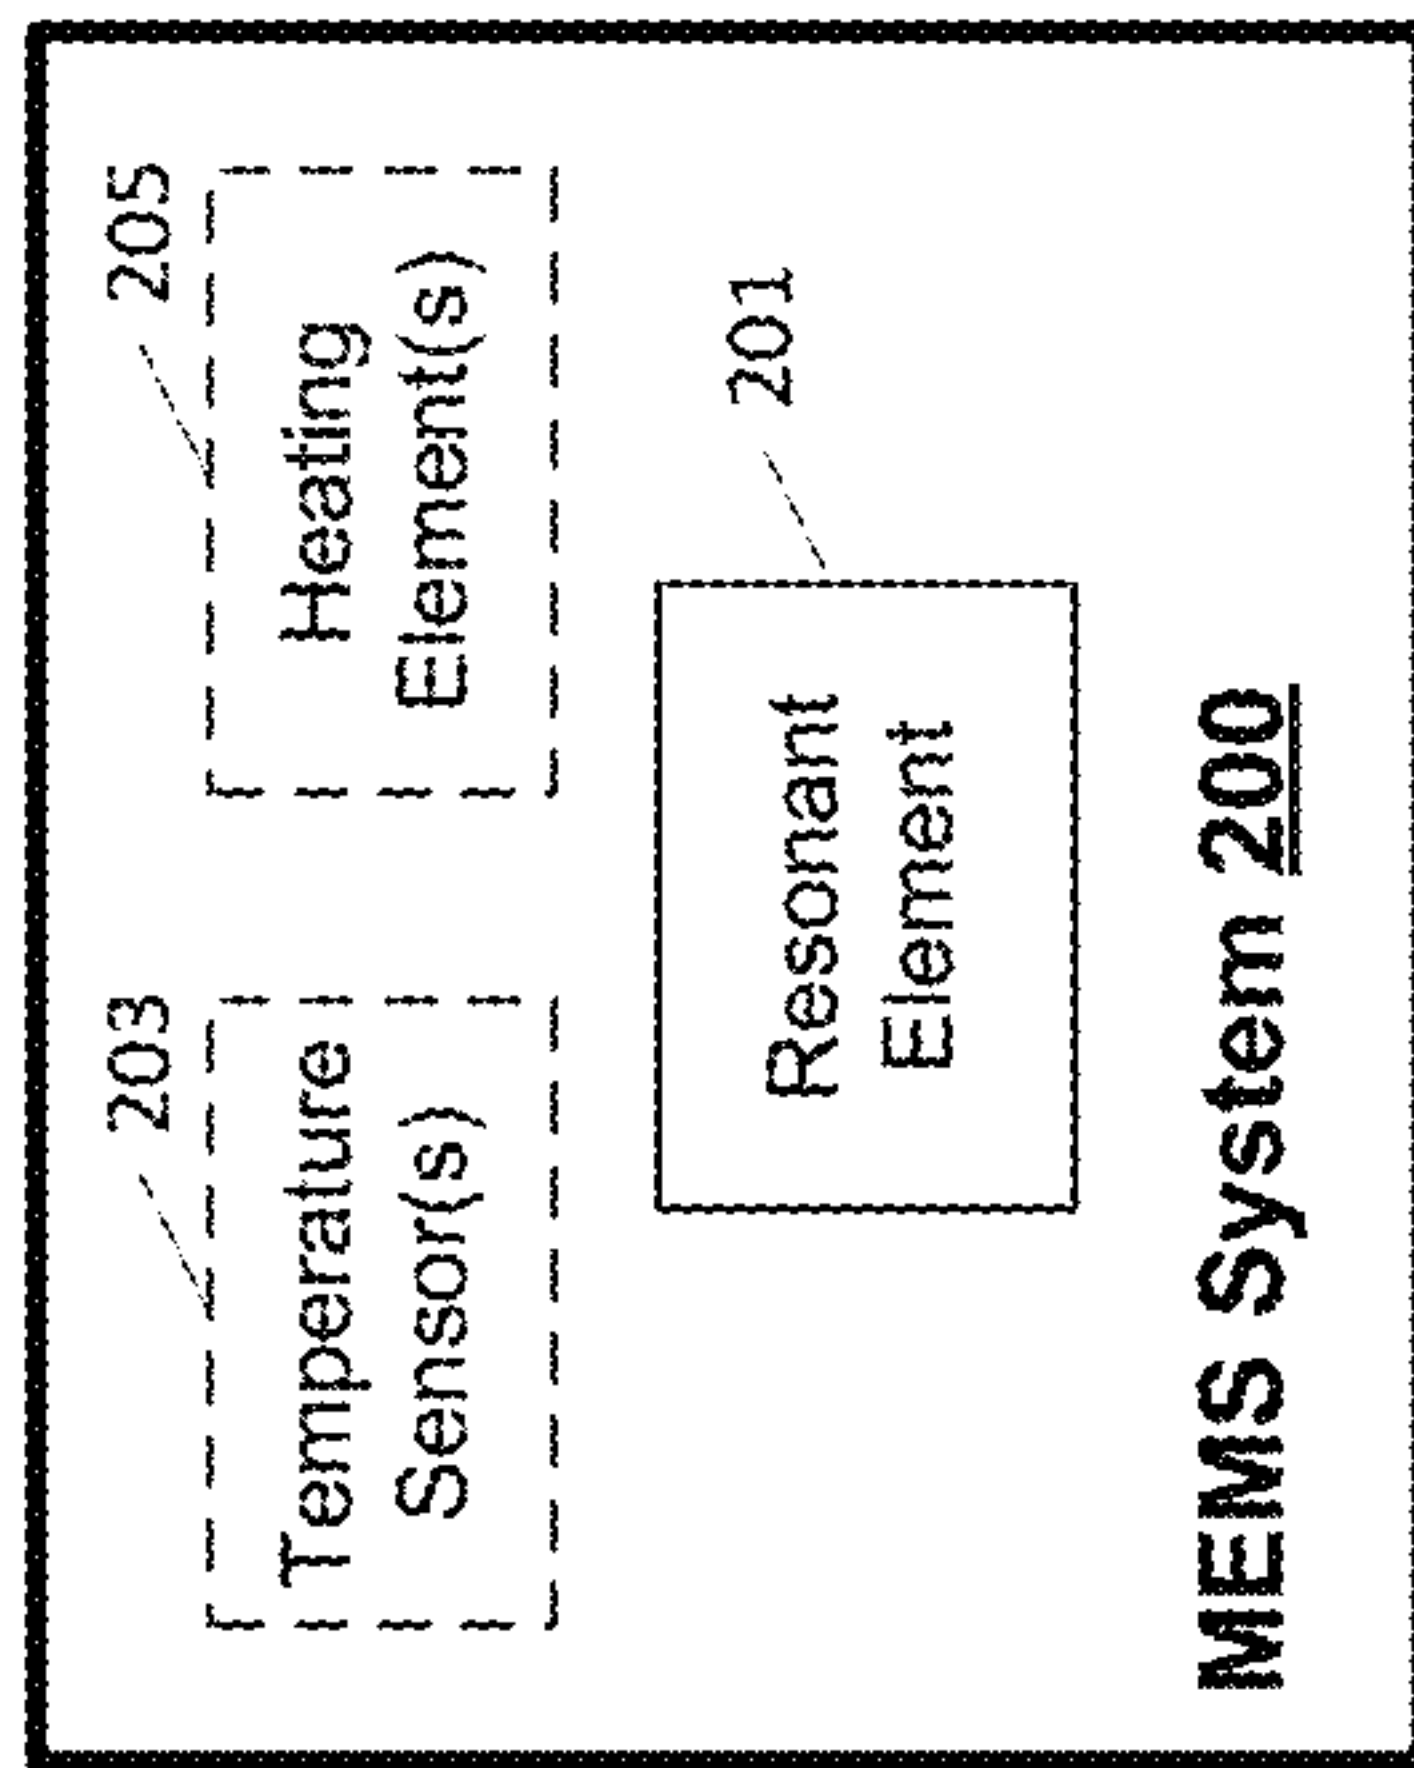 203
Temperature
Sensor(s)
205
Heating
Element(s)
201
Resonant
Element
MEMS System 200